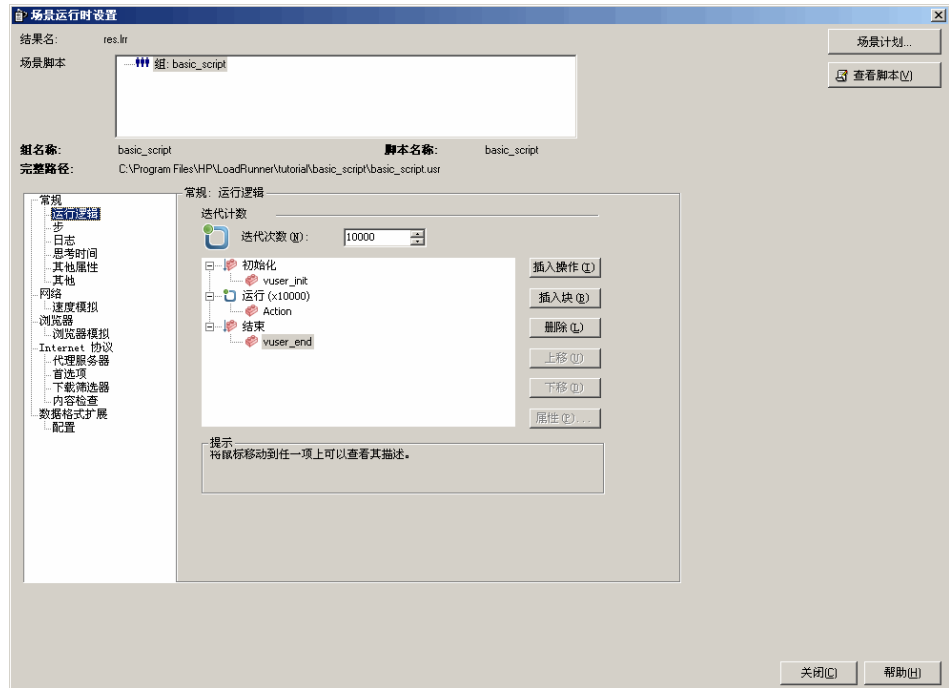 场景运行时设置
结果名: res.lrr
场景计划...
场景脚本
组: basic_script
查看脚本(V)
组名称: basic_script 脚本名称: basic_script
完整路径: C:\Program Files\HP\LoadRunner\tutorial\basic_script\basic_script.usr
常规
运行逻辑
步
日志
思考时间
其他属性
其他
网络
速度模拟
浏览器
浏览器模拟
Internet 协议
代理服务器
首选项
下载筛选器
内容检查
数据格式扩展
配置
常规: 运行逻辑
迭代计数
迭代次数(N): 10000
初始化
vuser_init
运行 (x10000)
Action
结束
vuser_end
插入操作(I)
插入块(B)
删除(L)
上移(U)
下移(D)
属性(P)...
提示
将鼠标移动到任一项上可以查看其描述。
关闭(C)
帮助(H)